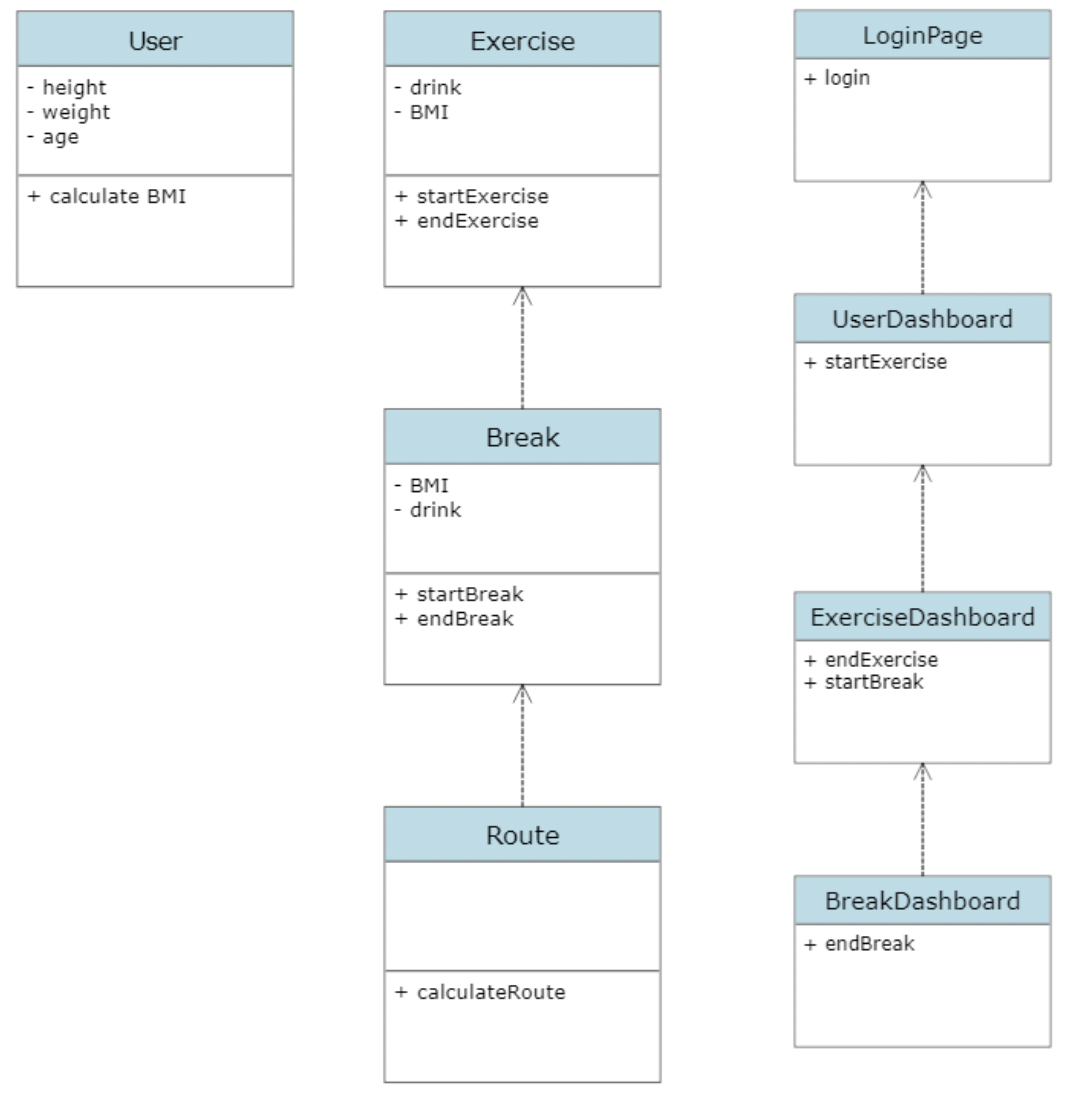 User
- height
- weight
- age
+ calculate BMI
Exercise
- drink
- BMI
+ startExercise
+ endExercise
Break
- BMI
- drink
+ startBreak
+ endBreak
Route
+ calculateRoute
LoginPage
+ login
UserDashboard
+ startExercise
ExerciseDashboard
+ endExercise
+ startBreak
BreakDashboard
+ endBreak